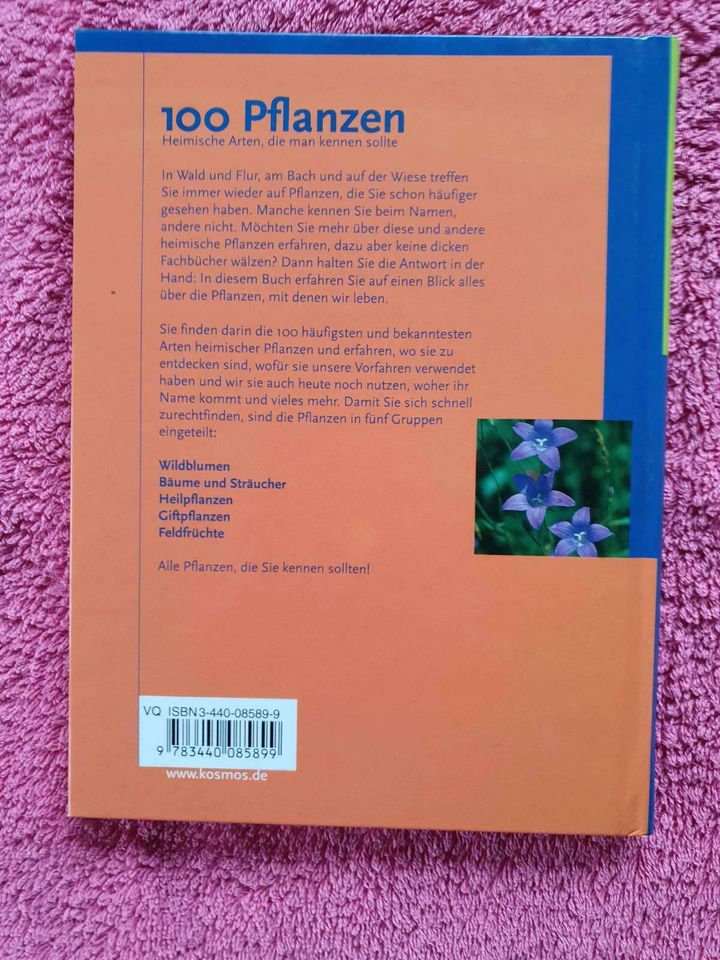 100 Pflanzen
Heimische Arten, die man kennen sollte
In Wald und Flur, am Bach und auf der Wiese treffen
Sie immer wieder auf Pflanzen, die Sie schon häufiger
gesehen haben. Manche kennen Sie beim Namen,
andere nicht. Möchten Sie mehr über diese und andere
heimische Pflanzen erfahren, dazu aber keine dicken
Fachbücher wälzen? Dann halten Sie die Antwort in der
Hand: In diesem Buch erfahren Sie auf einen Blick alles
über die Pflanzen, mit denen wir leben.
Sie finden darin die 100 häufigsten und bekanntesten
Arten heimischer Pflanzen und erfahren, wo sie zu
entdecken sind, wofür sie unsere Vorfahren verwendet
haben und wir sie auch heute noch nutzen, woher ihr
Name kommt und vieles mehr. Damit Sie sich schnell
zurechtfinden, sind die Pflanzen in fünf Gruppen
eingeteilt:
Wildblumen
Bäume und Sträucher
Heilpflanzen
Giftpflanzen
Feldfrüchte
Alle Pflanzen, die Sie kennen sollten!
VQ ISBN 3-440-08589-9
9 783440 085899
www.kosmos.de